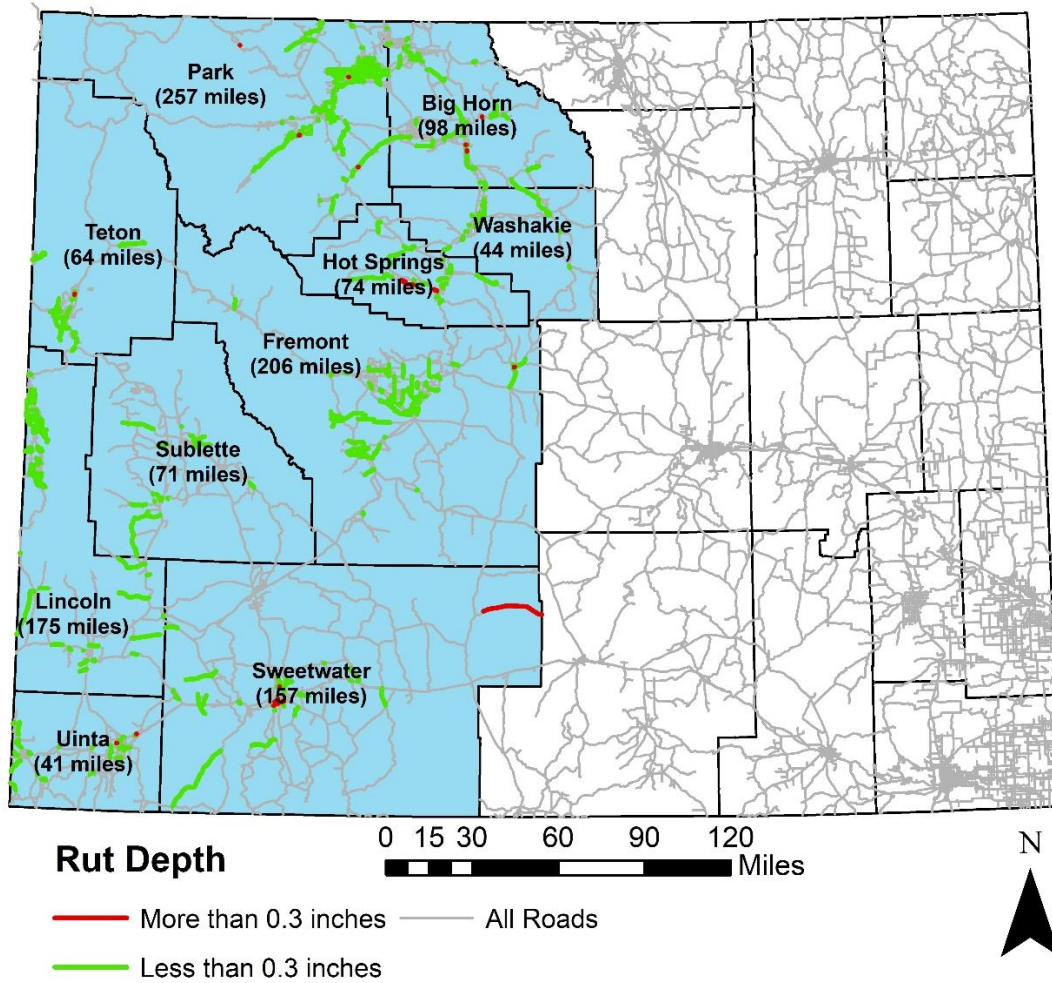 Park
(257 miles)
Big Horn
(98 miles)
Teton
(64 miles)
Washakie
(44 miles)
Hot Springs
(74 miles)
Fremont
(206 miles)
Sublette
(71 miles)
Lincoln
(175 miles)
Sweetwater
(157 miles)
Uinta
(41 miles)
0 15 30 60 90 120
Miles
N
Rut Depth
More than 0.3 inches
All Roads
Less than 0.3 inches